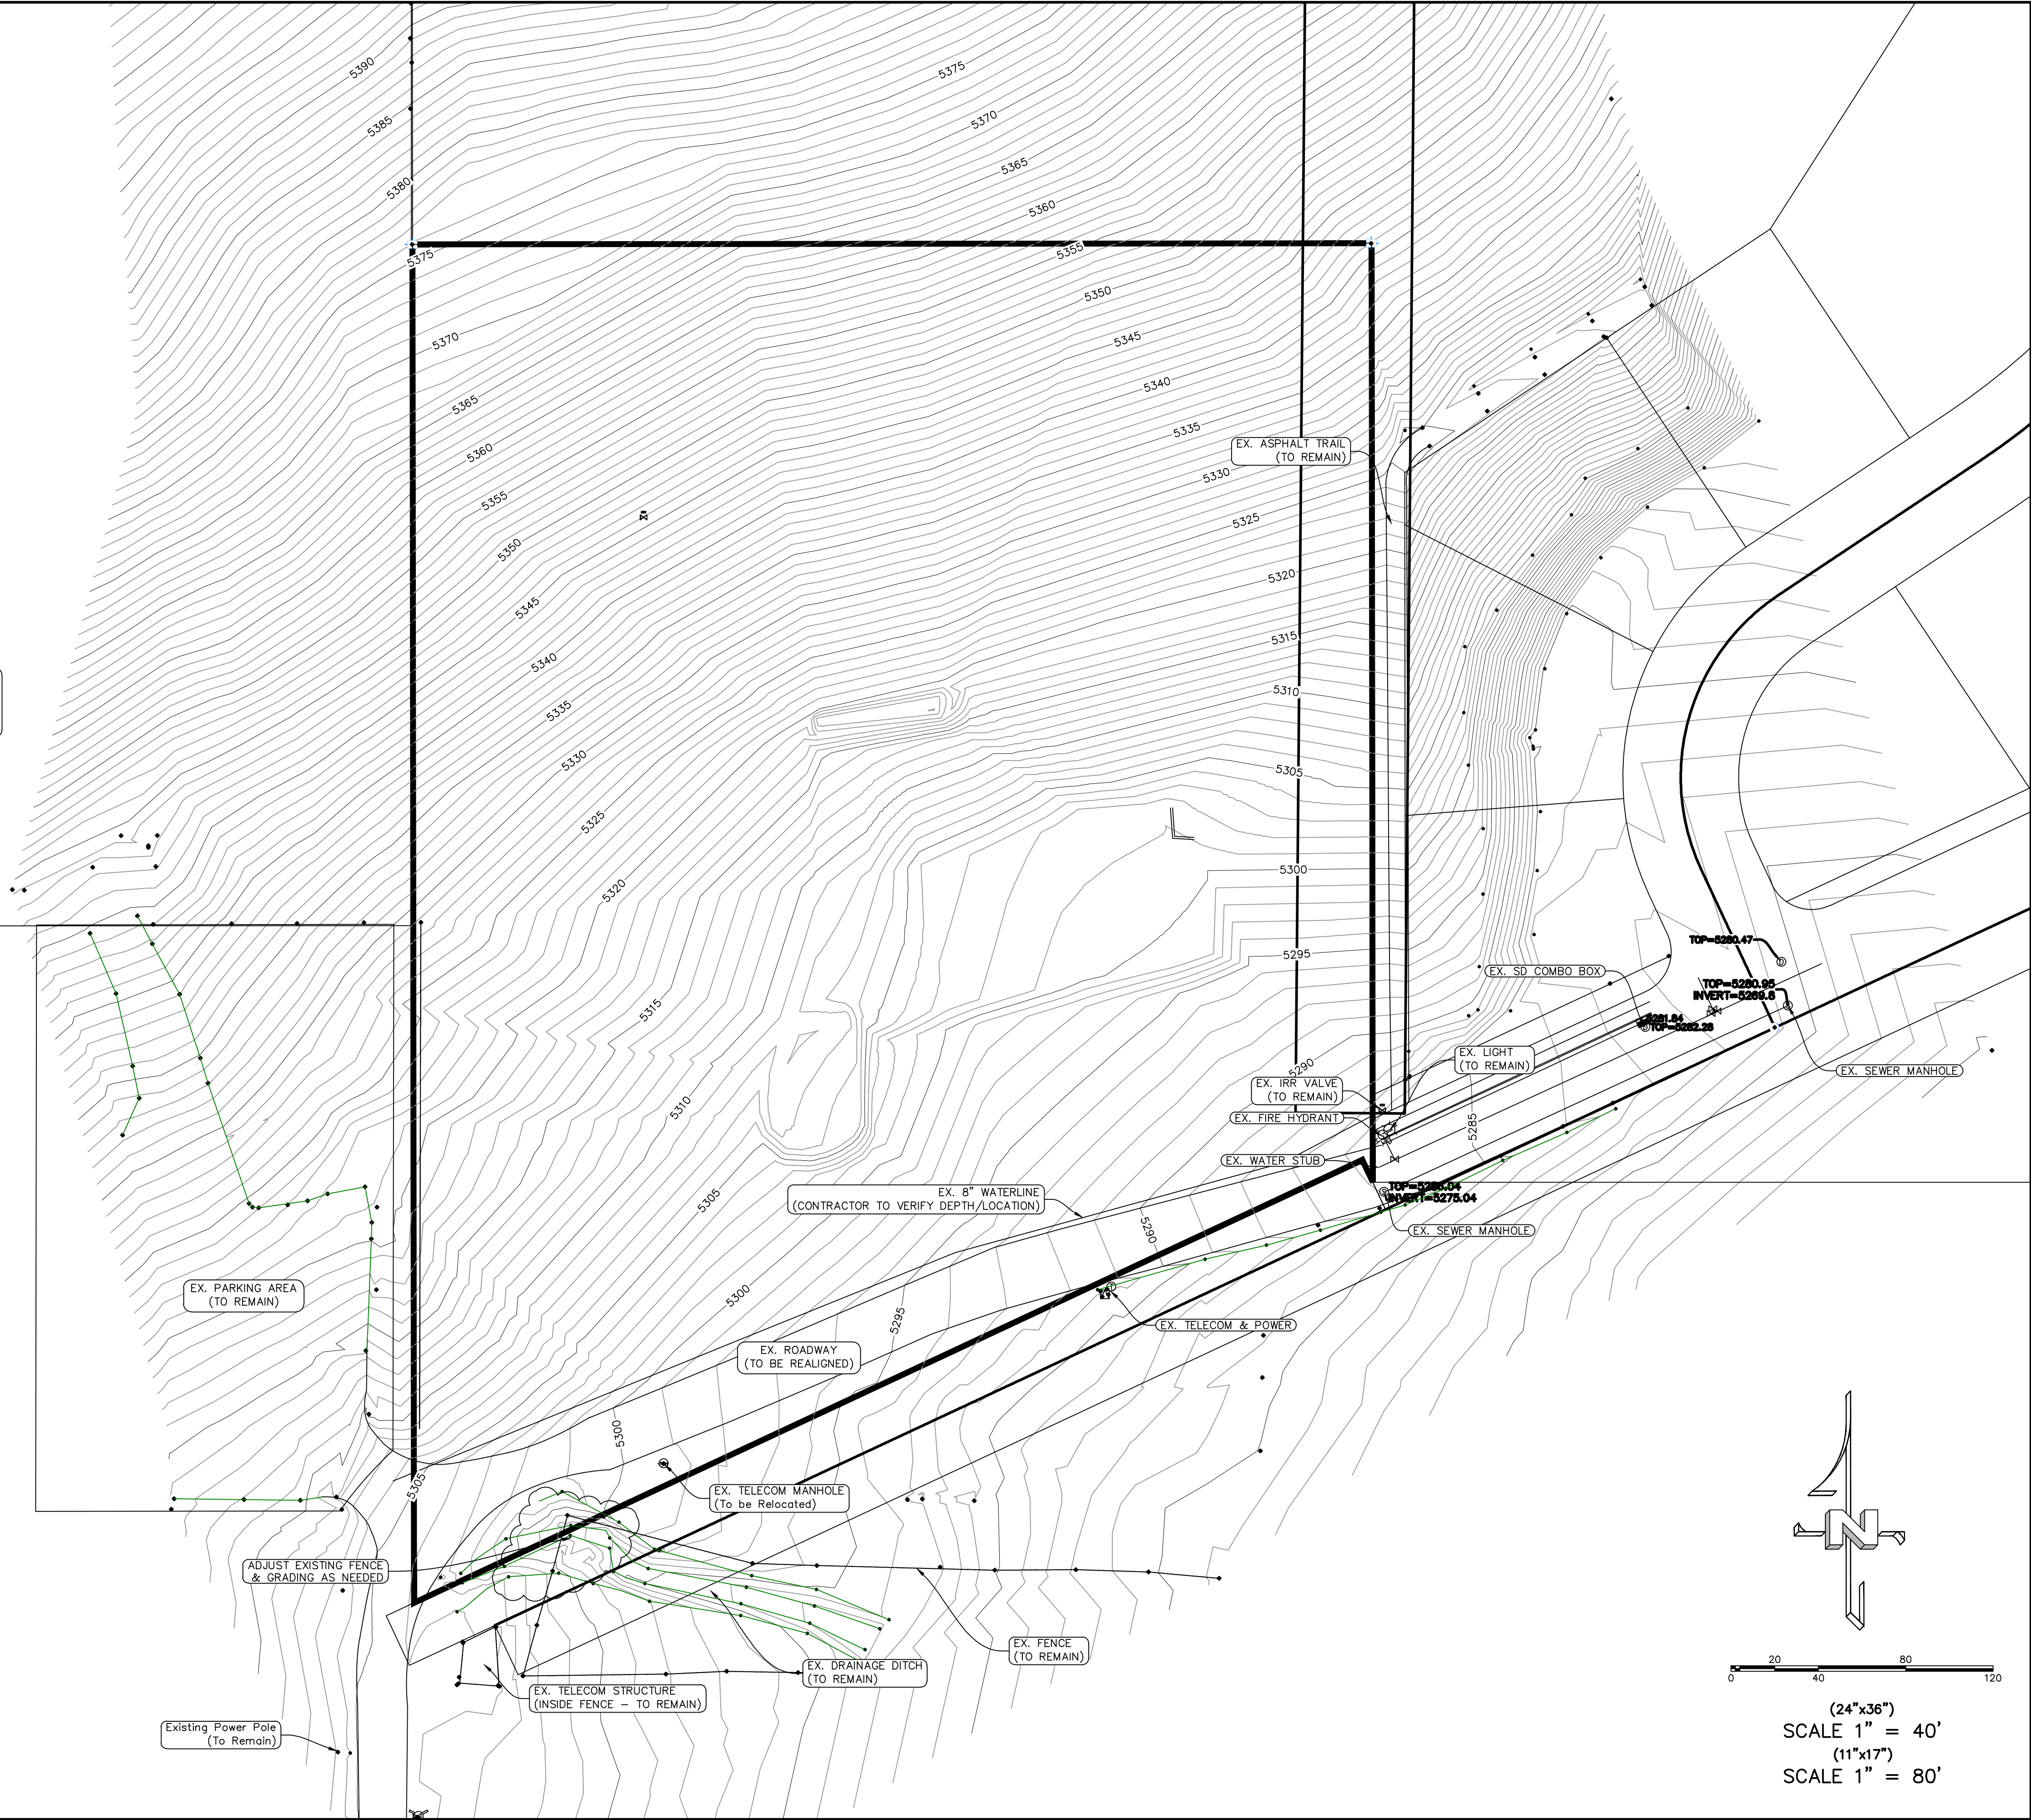 5390
5375
5385
5370
5365
5380
5360
5375
5355
5350
5370
5345
5340
5365
5335
EX. ASPHALT TRAIL
(TO REMAIN)
5360
5330
5355
5325
5350
5320
5345
5315
5340
5310
5335
5330
5305
5325
5300
5320
TOP=5280.47
5295
EX. SD COMBO BOX
TOP=5280.95
INVERT=5269.8
5315
5281.84
TOP=5282.28
EX. LIGHT
(TO REMAIN)
5290
EX. SEWER MANHOLE
EX. IRR VALVE
(TO REMAIN)
5310
EX. FIRE HYDRANT
5285
EX. WATER STUB
INVERT=5275.04
EX. 8" WATERLINE
(CONTRACTOR TO VERIFY DEPTH/LOCATION)
5305
5290
EX. SEWER MANHOLE
EX. PARKING AREA
(TO REMAIN)
5300
5295
EX. TELECOM & POWER
EX. ROADWAY
(TO BE REALIGNED)
5300
5305
EX. TELECOM MANHOLE
(To be Relocated)
N
ADJUST EXISTING FENCE
& GRADING AS NEEDED
EX. FENCE
(TO REMAIN)
EX. DRAINAGE DITCH
(TO REMAIN)
EX. TELECOM STRUCTURE
(INSIDE FENCE – TO REMAIN)
20 80
0 40 120
Existing Power Pole
(To Remain)
(24"x36")
SCALE 1" = 40'
(11"x17")
SCALE 1" = 80'